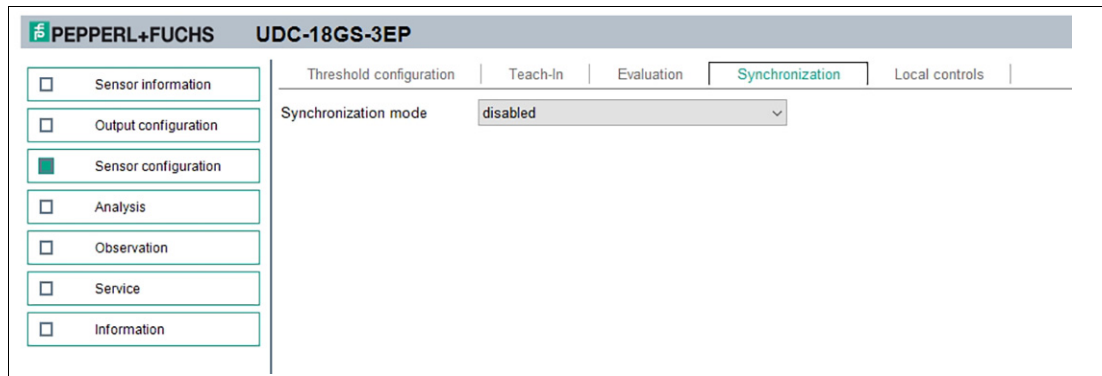 PEPPERL+FUCHS UDC-18GS-3EP
Sensor information
Output configuration
Sensor configuration
Analysis
Observation
Service
Information
Threshold configuration Teach-In Evaluation Synchronization Local controls
Synchronization mode disabled